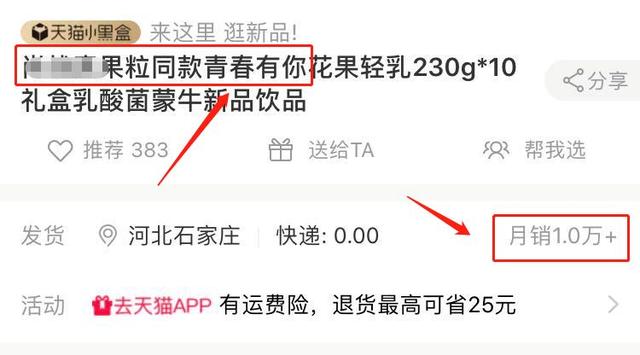 天猫小黑盒 来这里 逛新品!
果粒同款青春有你花果轻乳230g*10
礼盒乳酸菌蒙牛新品饮品
分享
推荐 383 送给TA 帮我选
发货 河北石家庄 快递: 0.00 月销1.0万+
活动 去天猫APP 有运费险，退货最高可省25元